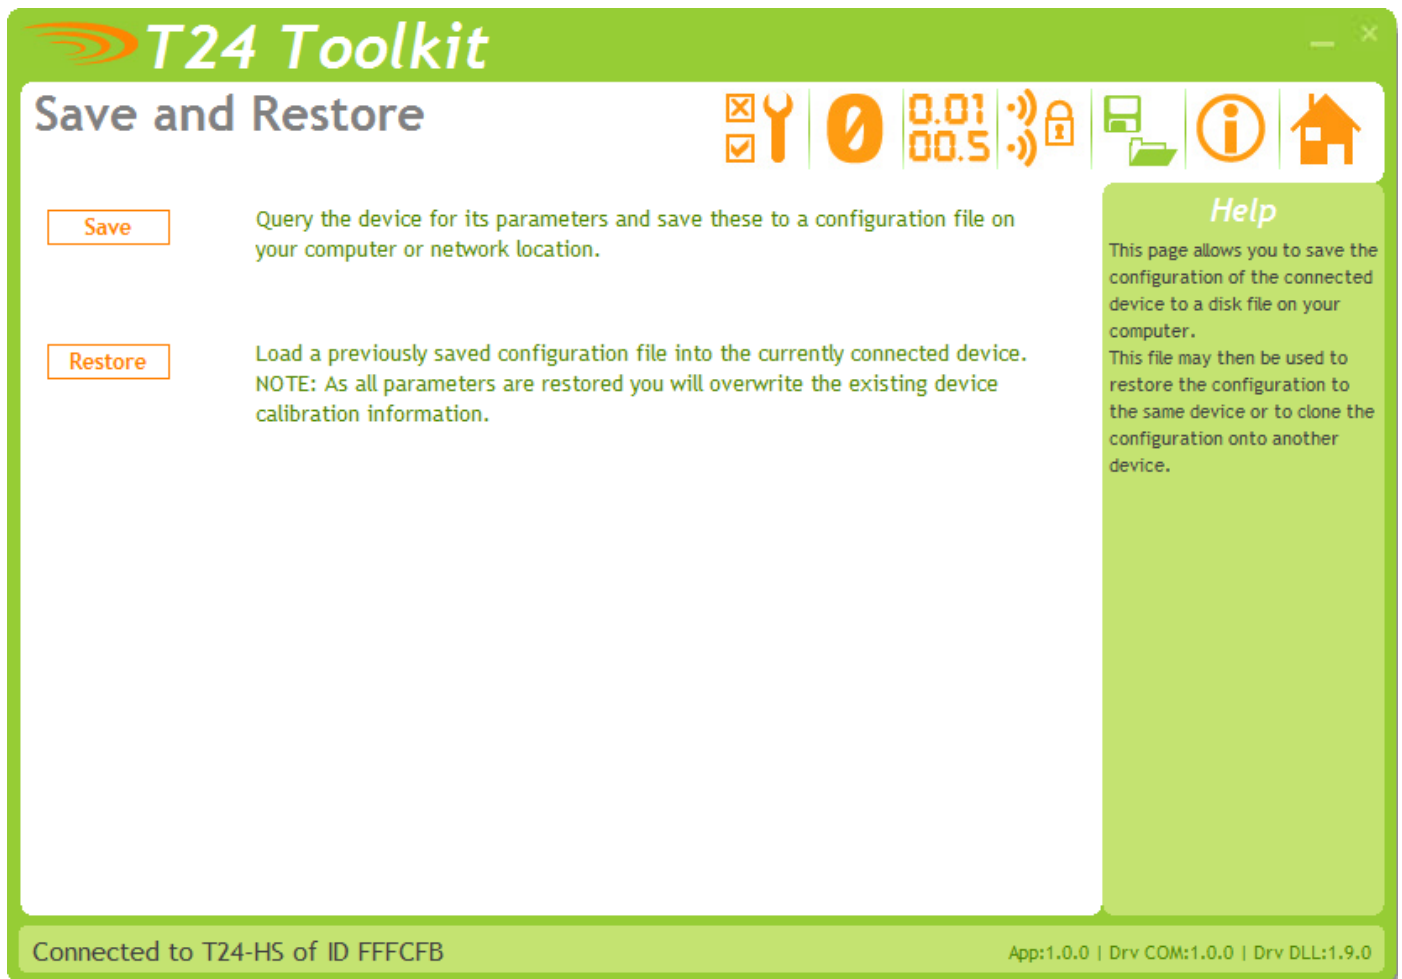 T24 Toolkit
Save and Restore
0
0.01
00.5
Save
Query the device for its parameters and save these to a configuration file on
your computer or network location.
Restore
Load a previously saved configuration file into the currently connected device.
NOTE: As all parameters are restored you will overwrite the existing device
calibration information.
Help
This page allows you to save the
configuration of the connected
device to a disk file on your
computer.
This file may then be used to
restore the configuration to
the same device or to clone the
configuration onto another
device.
Connected to T24-HS of ID FFFCFB
App:1.0.0 | Drv COM:1.0.0 | Drv DLL:1.9.0